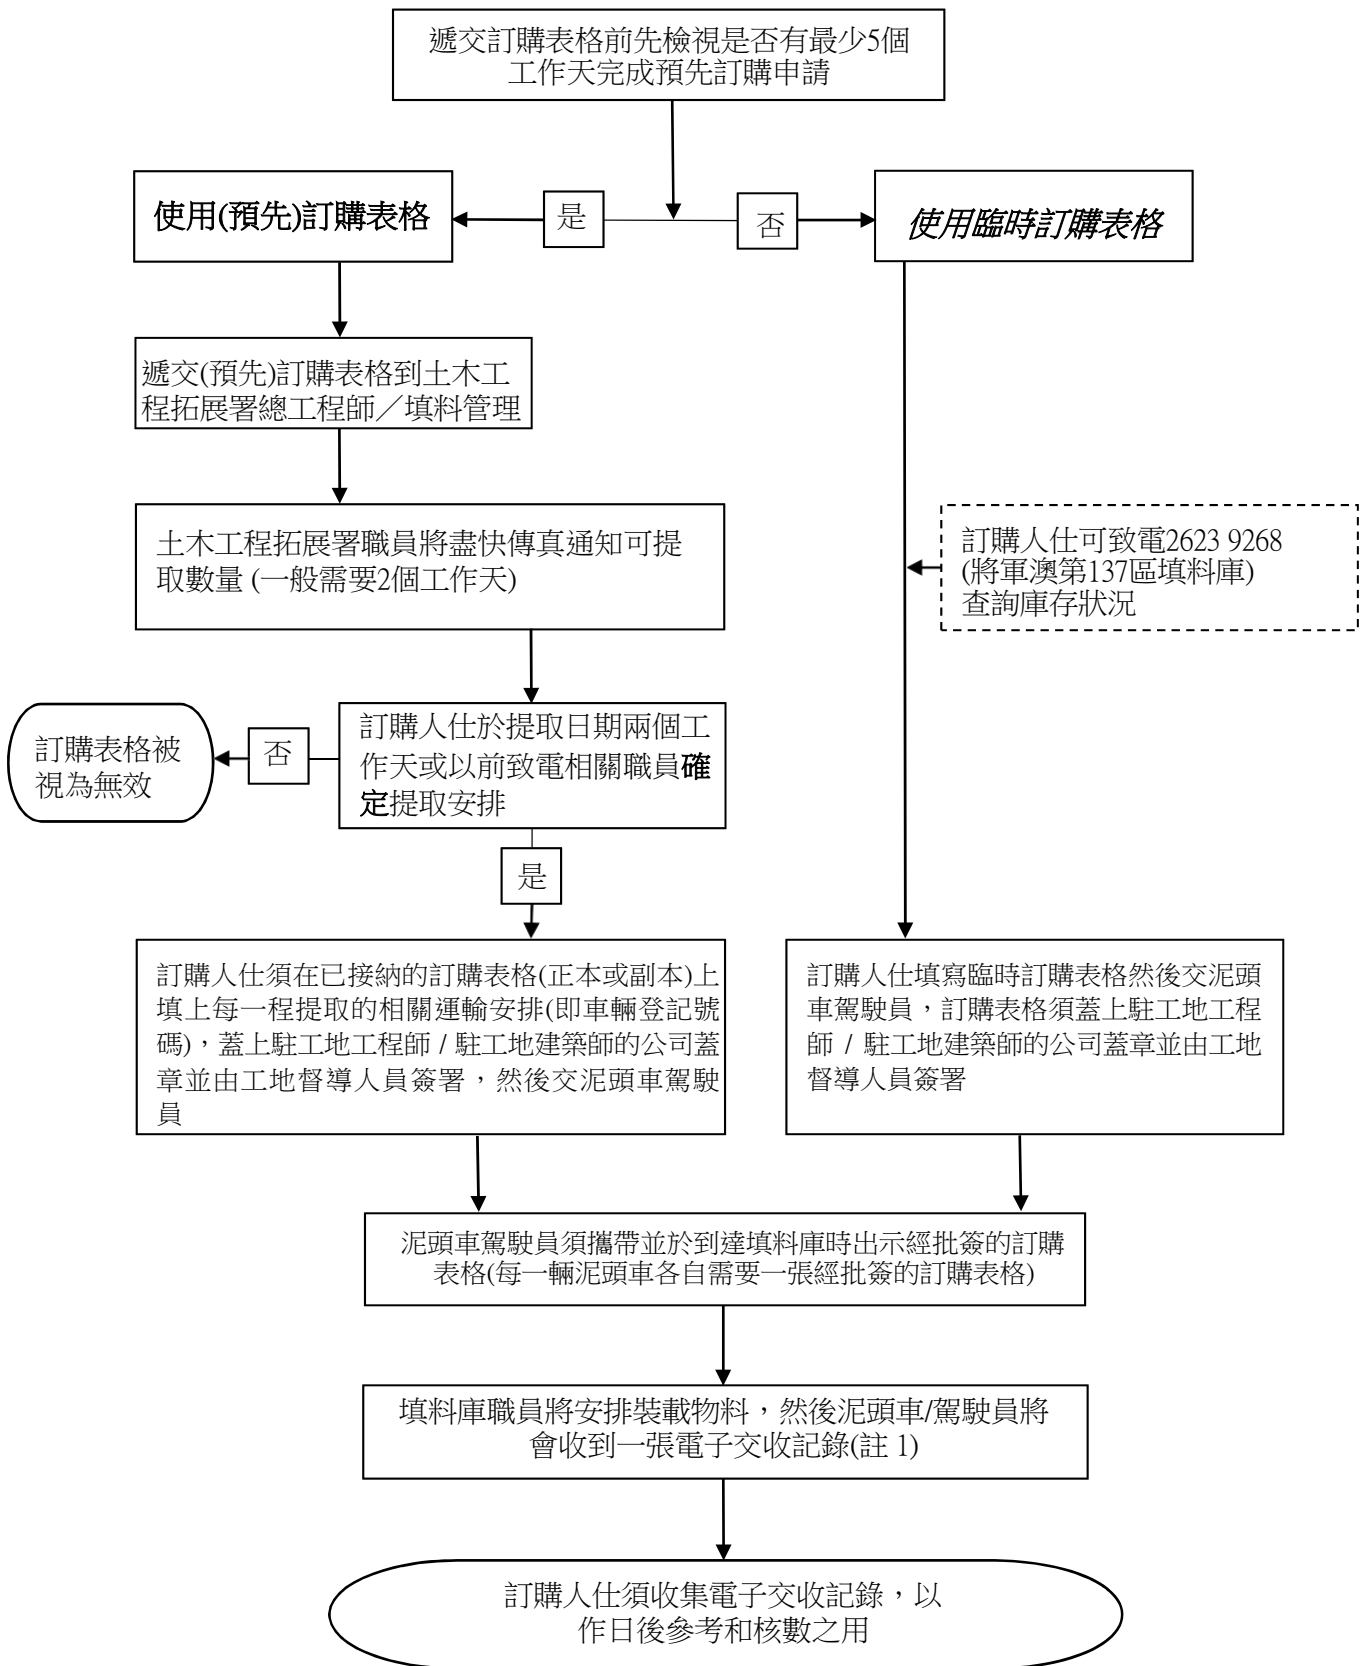 遞交訂購表格前先檢視是否有最少5個
工作天完成預先訂購申請
使用(預先)訂購表格
是
否
使用臨時訂購表格
遞交(預先)訂購表格到土木工
程拓展署總工程師／填料管理
土木工程拓展署職員將盡快傳真通知可提
取數量 (一般需要2個工作天)
訂購人仕可致電2623 9268
(將軍澳第137區填料庫)
查詢庫存狀況
訂購表格被
視為無效
否
訂購人仕於提取日期兩個工
作天或以前致電相關職員確
定提取安排
是
訂購人仕須在已接納的訂購表格(正本或副本)上
填上每一程提取的相關運輸安排(即車輛登記號
碼)，蓋上駐工地工程師 / 駐工地建築師的公司蓋
章並由工地督導人員簽署，然後交泥頭車駕駛
員
訂購人仕填寫臨時訂購表格然後交泥頭
車駕駛員，訂購表格須蓋上駐工地工程
師 / 駐工地建築師的公司蓋章並由工地
督導人員簽署
泥頭車駕駛員須攜帶並於到達填料庫時出示經批簽的訂購
表格(每一輛泥頭車各自需要一張經批簽的訂購表格)
填料庫職員將安排裝載物料，然後泥頭車/駕駛員將
會收到一張電子交收記錄(註 1)
訂購人仕須收集電子交收記錄，以
作日後參考和核數之用